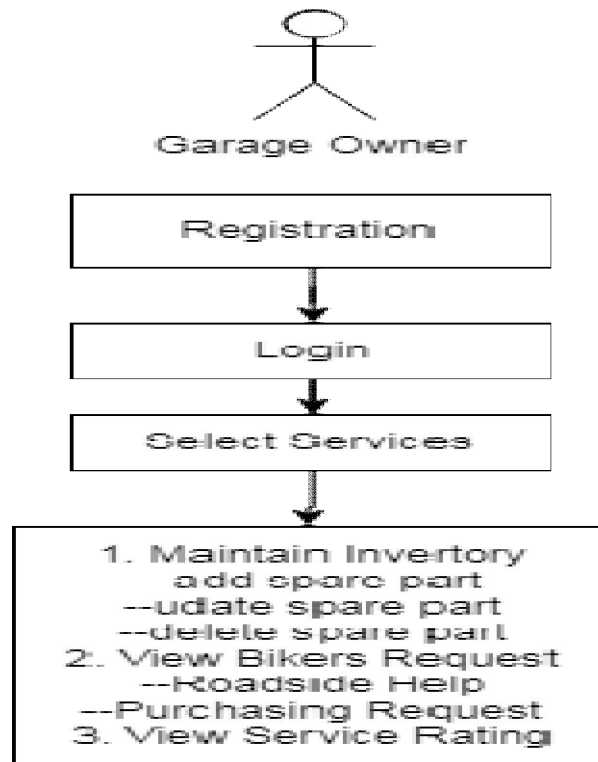 Garage Owner
Registration
Login
Select Services
1. Maintain Invertory
add spare part
--udate spare part
--delete spare part
2. View Bikers Request
--Roadside Help
--Purchasing Request
3. View Service Rating